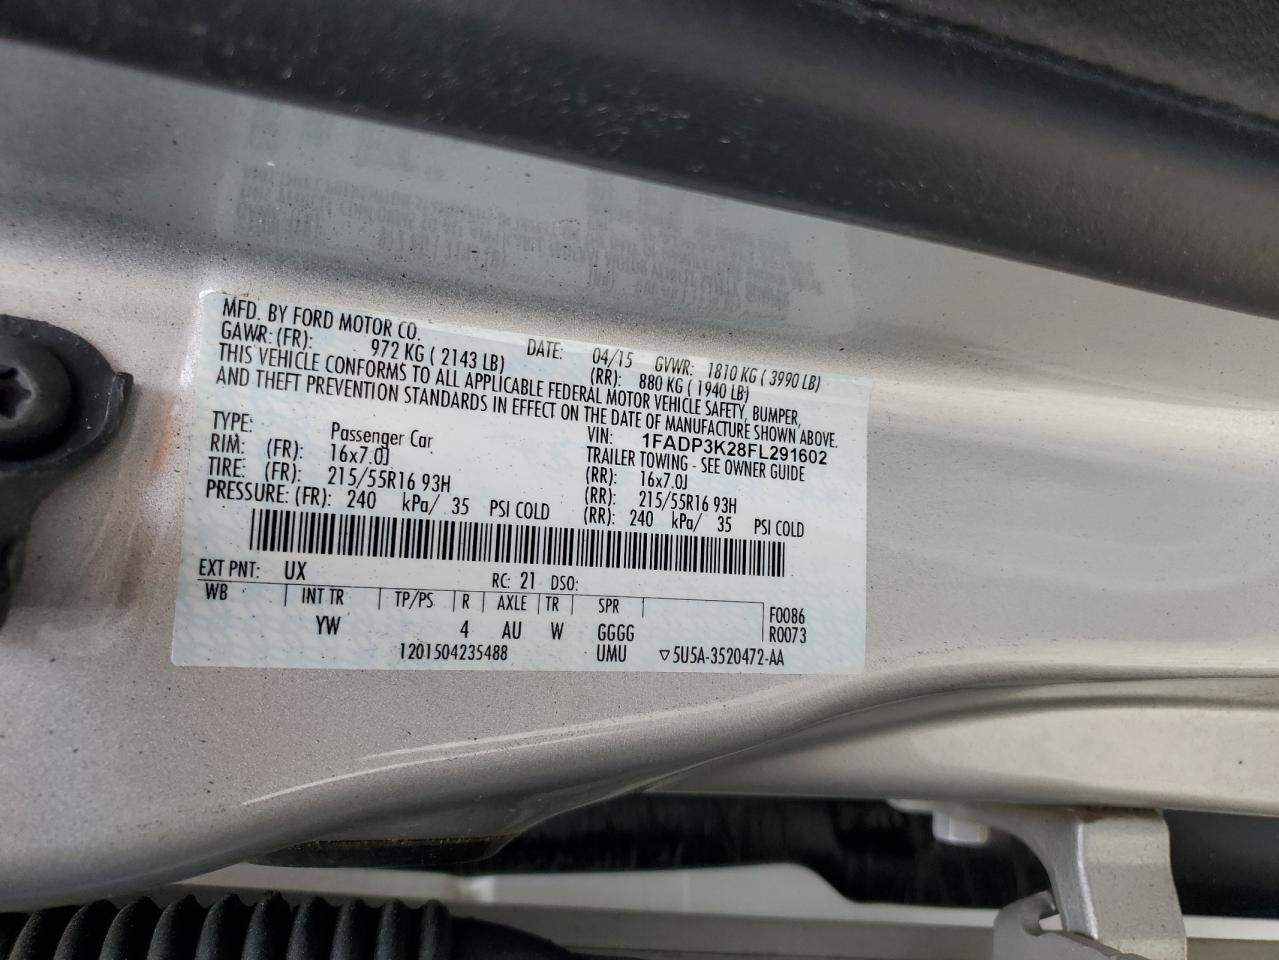 MFD. BY FORD MOTOR CO. DATE: 04/15 GVWR: 1810 KG ( 3990 LB)
GAWR: (FR): 972 KG ( 2143 LB) (RR): 880 KG ( 1940 LB)
THIS VEHICLE CONFORMS TO ALL APPLICABLE FEDERAL MOTOR VEHICLE SAFETY, BUMPER,
AND THEFT PREVENTION STANDARDS IN EFFECT ON THE DATE OF MANUFACTURE SHOWN ABOVE.
TYPE: Passenger Car VIN: 1FADP3K28FL291602
TRAILER TOWING - SEE OWNER GUIDE
RIM: (FR): 16x7.0J (RR): 16x7.0J
TIRE: (FR): 215/55R16 93H (RR): 215/55R16 93H
PRESSURE: (FR): 240 kPa/ 35 PSI COLD (RR): 240 kPa/ 35 PSI COLD
EXT PNT: UX RC: 21 DSO:
WB INT TR TP/PS R AXLE TR SPR F0086
YW 4 AU W GGGG R0073
1201504235488 UMU ▽5U5A-3520472-AA